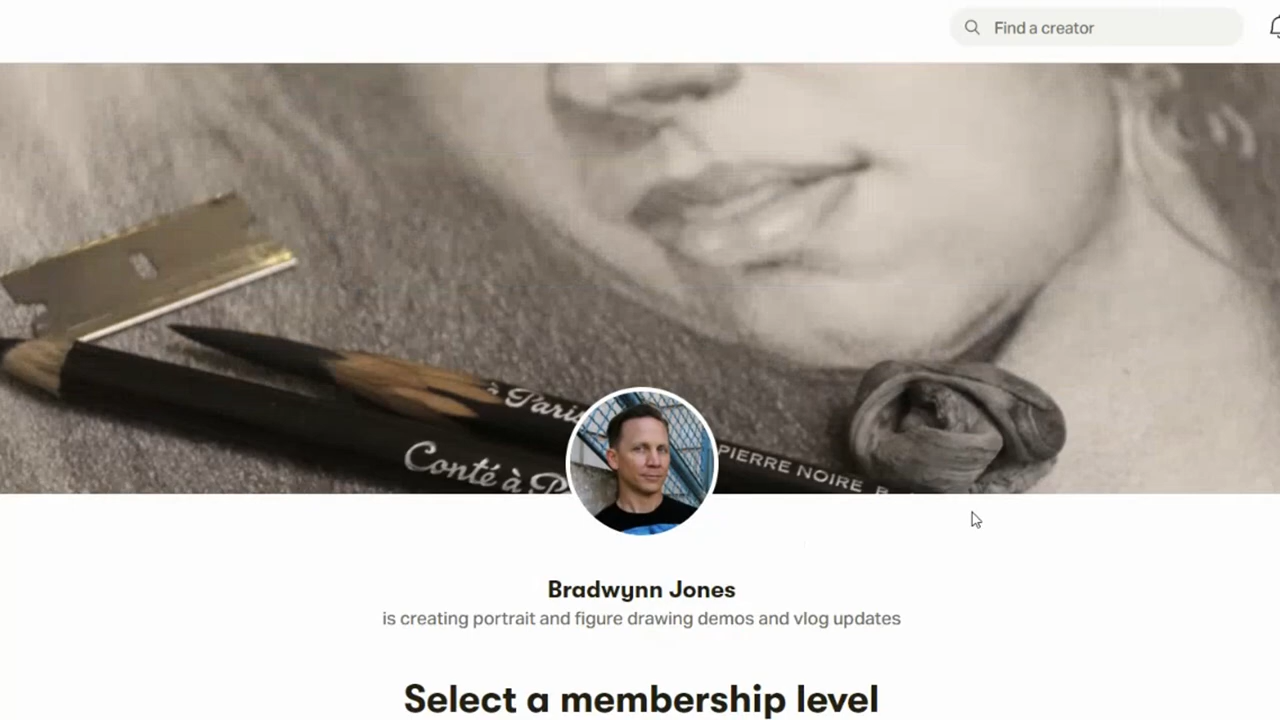 Find a creator
à Paris
Conté à P
PIERRE NOIRE B
Bradwynn Jones
is creating portrait and figure drawing demos and vlog updates
Select a membership level